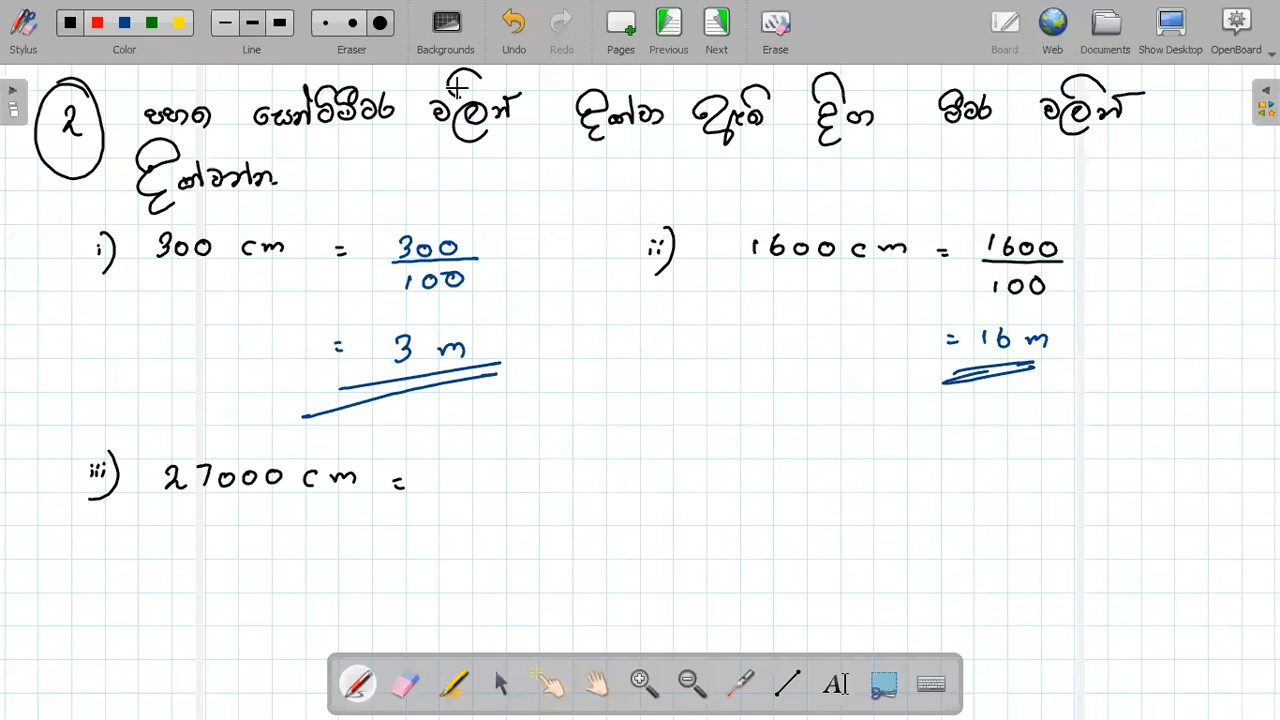 Stylus Color Line Eraser Backgrounds Undo Redo Pages Previous Next Erase Board Web Documents Show Desktop OpenBoard
2 පහත සෙන්ටිමීටර වලින් දක්වා ඇති දිග මීටර වලින්
දක්වන්න
i) 300 cm = 300/100 ii) 1600 cm = 1600/100
= 3 m = 16 m
iii) 27000 cm =